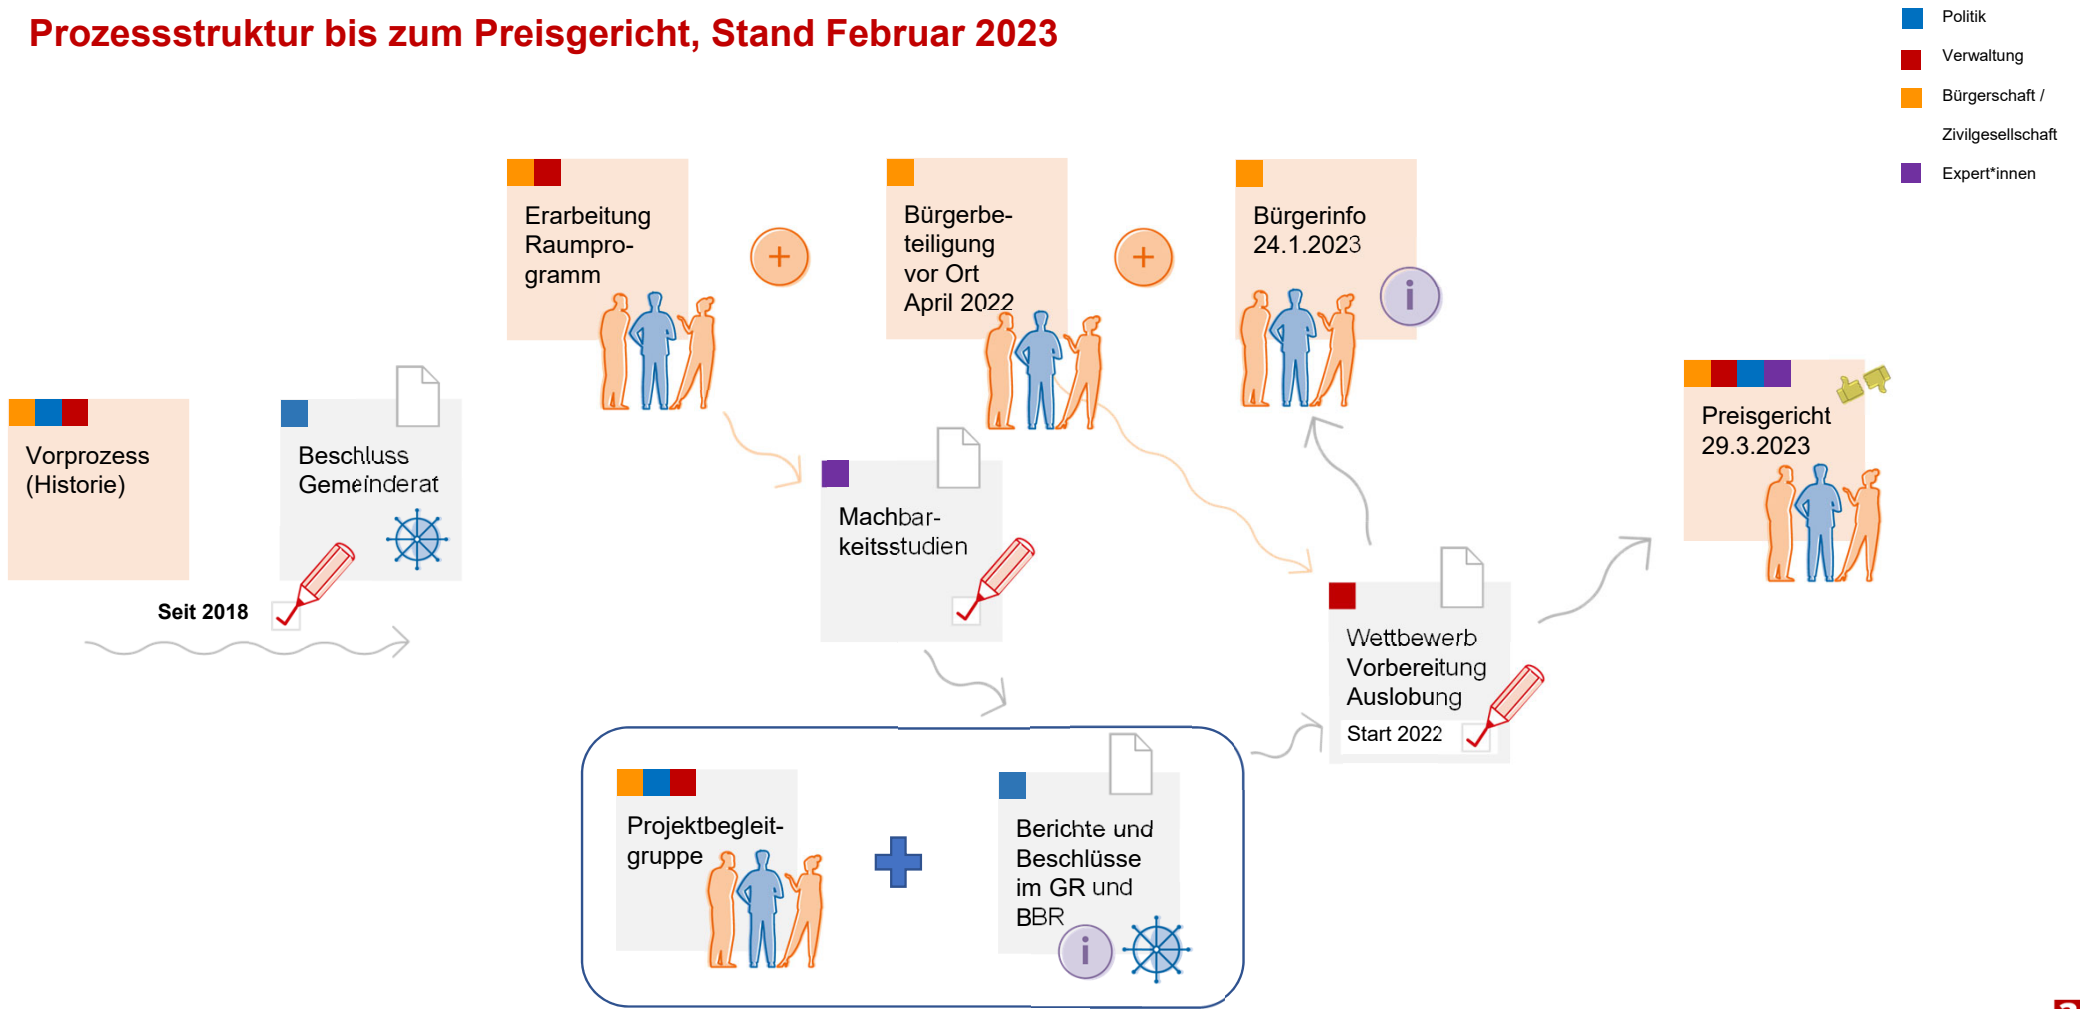 Prozessstruktur bis zum Preisgericht, Stand Februar 2023
Politik
Verwaltung
Bürgerschaft /
Zivilgesellschaft
Expert*innen
Vorprozess
(Historie)
Seit 2018
Beschluss
Gemeinderat
Erarbeitung
Raumpro-
gramm
+
Bürgerbe-
teiligung
vor Ort
April 2022
+
Bürgerinfo
24.1.2023
i
Machbar-
keitsstudien
Projektbegleit-
gruppe
Berichte und
Beschlüsse
im GR und
BBR
i
Wettbewerb
Vorbereitung
Auslobung
Start 2022
Preisgericht
29.3.2023